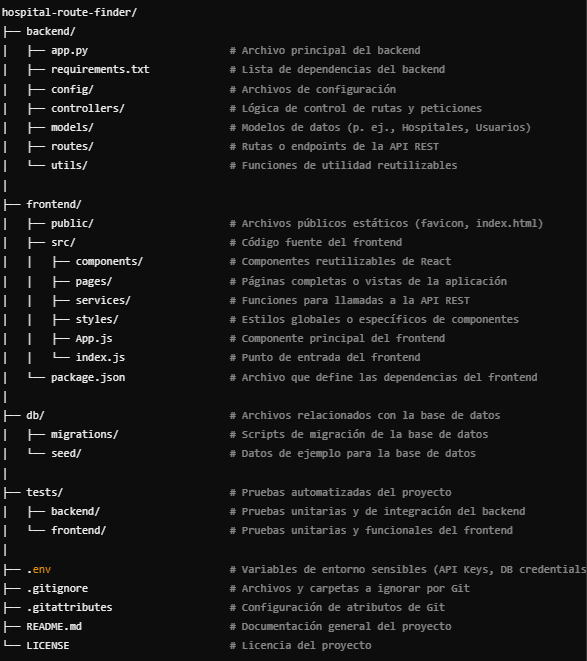 hospital-route-finder/
├── backend/
│   ├── app.py                    # Archivo principal del backend
│   ├── requirements.txt          # Lista de dependencias del backend
│   ├── config/                   # Archivos de configuración
│   ├── controllers/              # Lógica de control de rutas y peticiones
│   ├── models/                   # Modelos de datos (p. ej., Hospitales, Usuarios)
│   ├── routes/                   # Rutas o endpoints de la API REST
│   └── utils/                    # Funciones de utilidad reutilizables
│
├── frontend/
│   ├── public/                   # Archivos públicos estáticos (favicon, index.html)
│   ├── src/                      # Código fuente del frontend
│   │   ├── components/           # Componentes reutilizables de React
│   │   ├── pages/                # Páginas completas o vistas de la aplicación
│   │   ├── services/             # Funciones para llamadas a la API REST
│   │   ├── styles/               # Estilos globales o específicos de componentes
│   │   ├── App.js                # Componente principal del frontend
│   │   └── index.js              # Punto de entrada del frontend
│   └── package.json              # Archivo que define las dependencias del frontend
│
├── db/                           # Archivos relacionados con la base de datos
│   ├── migrations/               # Scripts de migración de la base de datos
│   └── seed/                     # Datos de ejemplo para la base de datos
│
├── tests/                        # Pruebas automatizadas del proyecto
│   ├── backend/                  # Pruebas unitarias y de integración del backend
│   └── frontend/                 # Pruebas unitarias y funcionales del frontend
│
├── .env                          # Variables de entorno sensibles (API Keys, DB credentials
├── .gitignore                    # Archivos y carpetas a ignorar por Git
├── .gitattributes                # Configuración de atributos de Git
├── README.md                     # Documentación general del proyecto
└── LICENSE                       # Licencia del proyecto